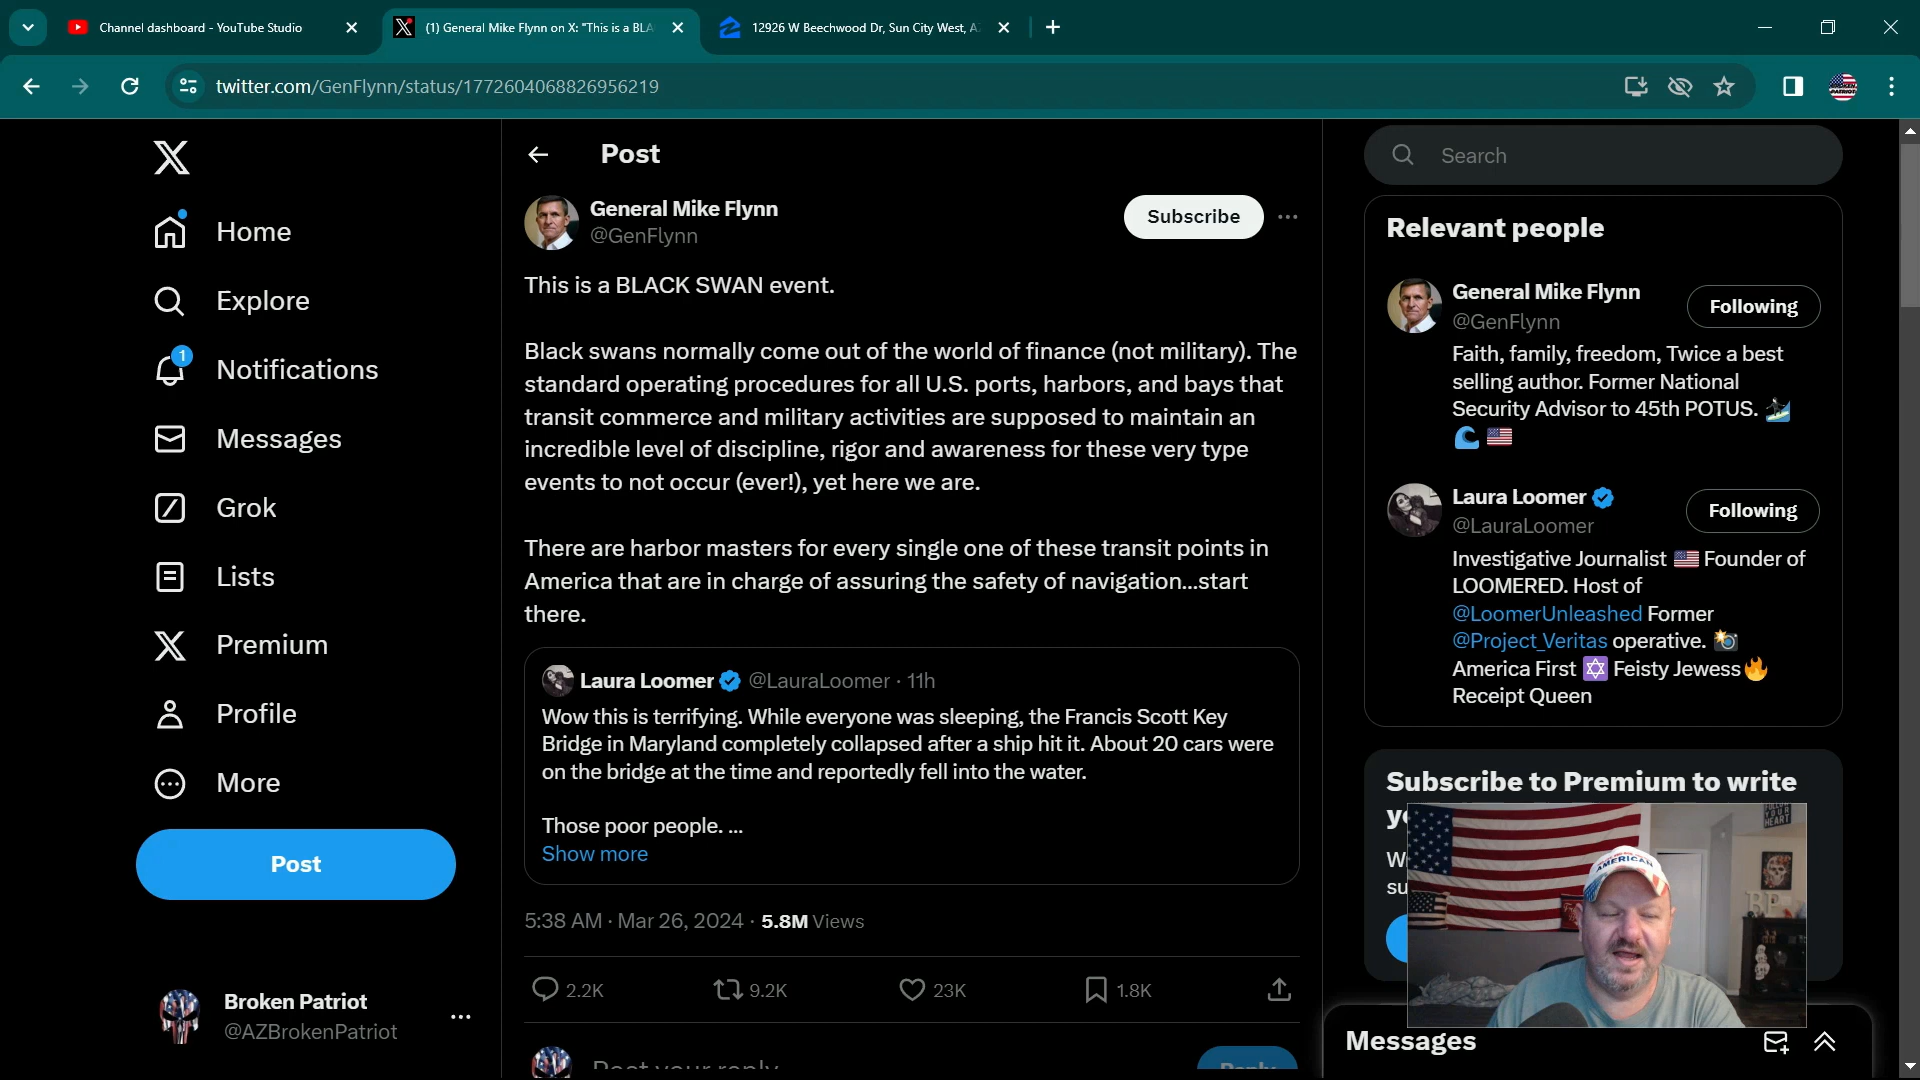 Channel dashboard - YouTube Studio
(1) General Mike Flynn on X: "This is a BLA
12926 W Beechwood Dr, Sun City West, A
twitter.com/GenFlynn/status/1772604068826956219
Home
Explore
1
Notifications
Messages
Grok
Lists
Premium
Profile
More
Post
Broken Patriot
@AZBrokenPatriot
Post
General Mike Flynn
@GenFlynn
Subscribe
This is a BLACK SWAN event.
Black swans normally come out of the world of finance (not military). The
standard operating procedures for all U.S. ports, harbors, and bays that
transit commerce and military activities are supposed to maintain an
incredible level of discipline, rigor and awareness for these very type
events to not occur (ever!), yet here we are.
There are harbor masters for every single one of these transit points in
America that are in charge of assuring the safety of navigation...start
there.
Laura Loomer @LauraLoomer · 11h
Wow this is terrifying. While everyone was sleeping, the Francis Scott Key
Bridge in Maryland completely collapsed after a ship hit it. About 20 cars were
on the bridge at the time and reportedly fell into the water.
Those poor people. ...
Show more
5:38 AM · Mar 26, 2024 · 5.8M Views
2.2K 9.2K 23K 1.8K
Post your reply
Reply
Search
Relevant people
General Mike Flynn
@GenFlynn
Following
Faith, family, freedom, Twice a best
selling author. Former National
Security Advisor to 45th POTUS. 🏄
🌊 🇺🇸
Laura Loomer
@LauraLoomer
Following
Investigative Journalist 🇺🇸 Founder of
LOOMERED. Host of
@LoomerUnleashed Former
@Project_Veritas operative. 📸
America First ✡️ Feisty Jewess🔥
Receipt Queen
Subscribe to Premium to write
AMERICAN
YOUR
HEART
Messages